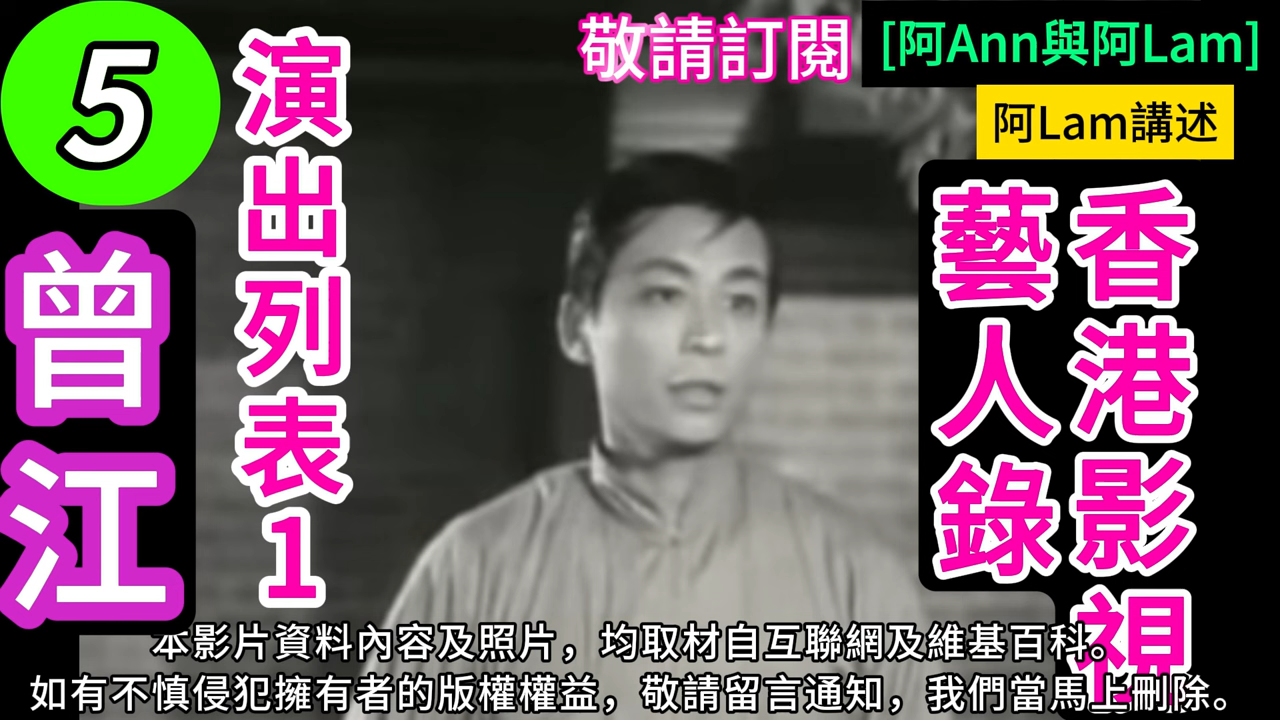 5
曾江
演出列表1
敬請訂閱
[阿Ann與阿Lam]
阿Lam講述
香港影視
藝人錄
本影片資料內容及照片，均取材自互聯網及維基百科。
如有不慎侵犯擁有者的版權權益，敬請留言通知，我們當馬上刪除。